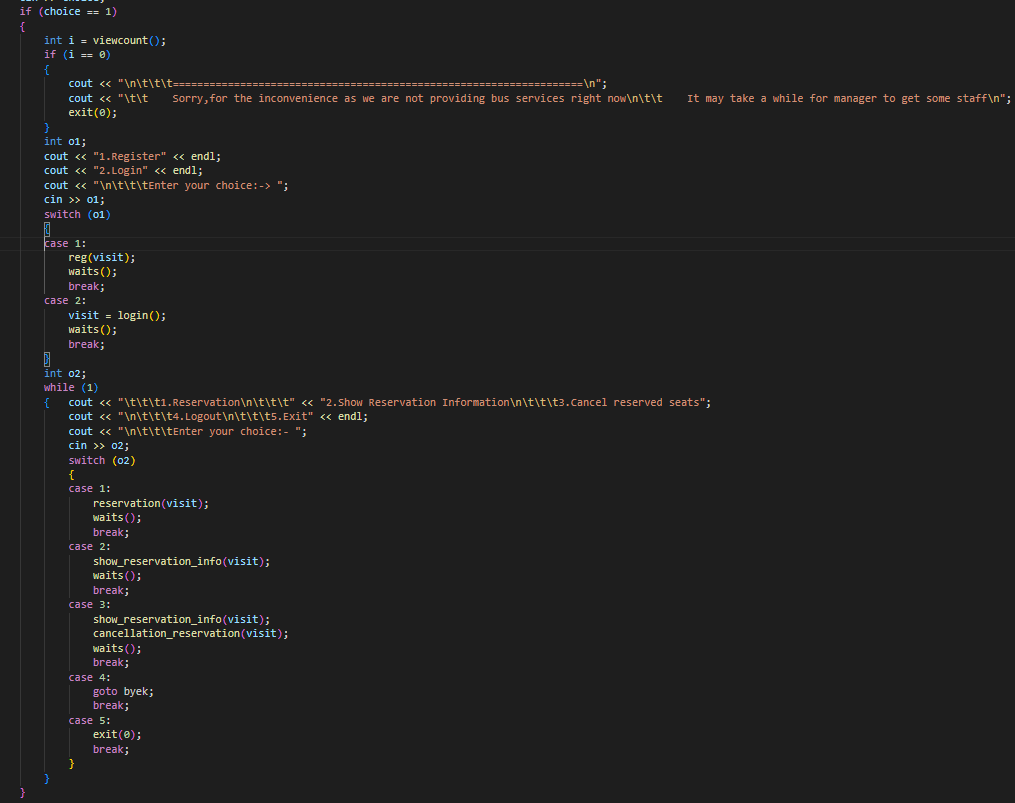 if (choice == 1)
{
int i = viewcount();
if (i == 0)
{
cout << "\n\t\t\t===================================================================\n";
cout << "\t\t    Sorry,for the inconvenience as we are not providing bus services right now\n\t\t    It may take a while for manager to get some staff\n";
exit(0);
}
int o1;
cout << "1.Register" << endl;
cout << "2.Login" << endl;
cout << "\n\t\t\tEnter your choice:-> ";
cin >> o1;
switch (o1)
{
case 1:
reg(visit);
waits();
break;
case 2:
visit = login();
waits();
break;
}
int o2;
while (1)
{   cout << "\t\t\t1.Reservation\n\t\t\t" << "2.Show Reservation Information\n\t\t\t3.Cancel reserved seats";
cout << "\n\t\t\t4.Logout\n\t\t\t5.Exit" << endl;
cout << "\n\t\t\tEnter your choice:- ";
cin >> o2;
switch (o2)
{
case 1:
reservation(visit);
waits();
break;
case 2:
show_reservation_info(visit);
waits();
break;
case 3:
show_reservation_info(visit);
cancellation_reservation(visit);
waits();
break;
case 4:
goto byek;
break;
case 5:
exit(0);
break;
}
}
}